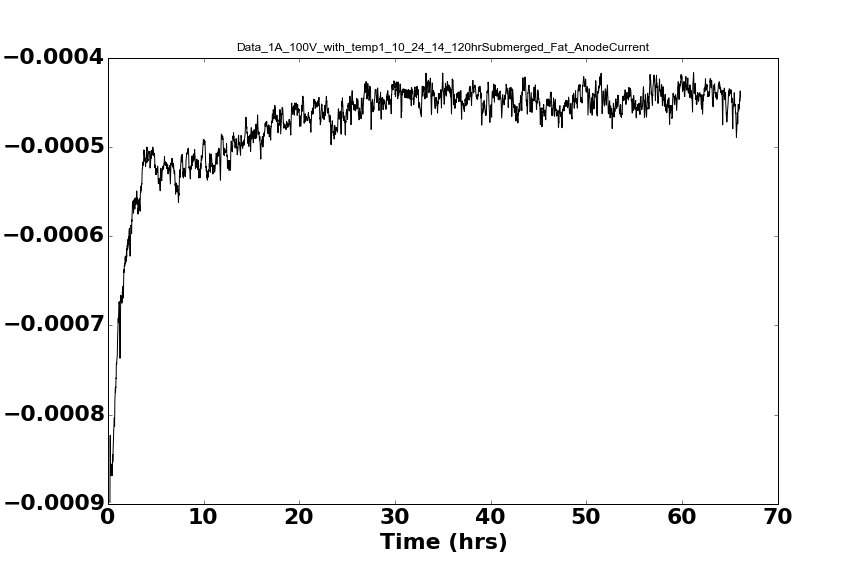 Data_1A_100V_with_temp1_10_24_14_120hrSubmerged_Fat_AnodeCurrent
−0.0004
−0.0005
−0.0006
−0.0007
−0.0008
−0.0009
0 10 20 30 40 50 60 70
Time (hrs)